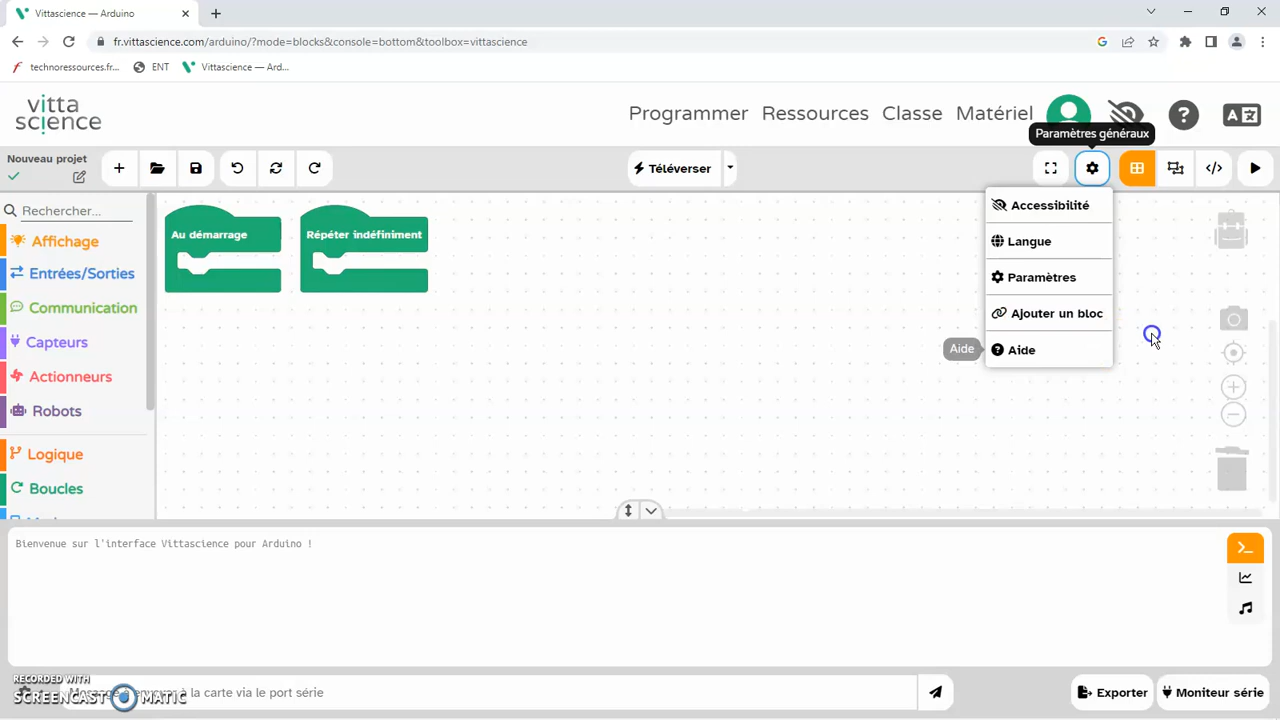 Vittascience — Arduino
fr.vittascience.com/arduino/?mode=blocks&console=bottom&toolbox=vittascience
technoressources.fr...
ENT
Vittascience — Ard...
vitta
science
Programmer
Ressources
Classe
Matériel
Paramètres généraux
Nouveau projet
Téléverser
Rechercher...
Affichage
Entrées/Sorties
Communication
Capteurs
Actionneurs
Robots
Logique
Boucles
Au démarrage
Répéter indéfiniment
Accessibilité
Langue
Paramètres
Ajouter un bloc
Aide
Aide
Bienvenue sur l'interface Vittascience pour Arduino !
à la carte via le port série
Exporter
Moniteur série
RECORDED WITH
SCREENCAST MATIC